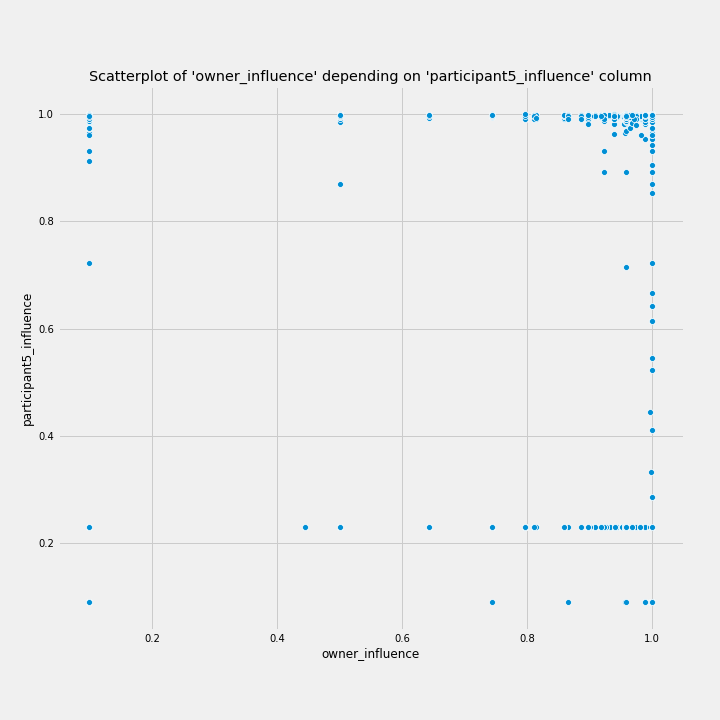 Scatterplot of 'owner_influence' depending on 'participant5_influence' column
1.0
0.8
0.6
0.4
0.2
participant5_influence
0.2 0.4 0.6 0.8 1.0
owner_influence